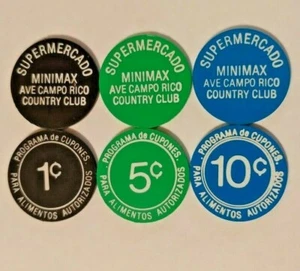 SUPERMERCADO
MINIMAX
AVE CAMPO RICO
COUNTRY CLUB
SUPERMERCADO
MINIMAX
AVE CAMPO RICO
COUNTRY CLUB
SUPERMERCADO
MINIMAX
AVE CAMPO RICO
COUNTRY CLUB
PROGRAMA de CUPONES
1¢
PARA ALIMENTOS AUTORIZADOS
PROGRAMA de CUPONES
5¢
PARA ALIMENTOS AUTORIZADOS
PROGRAMA de CUPONES
10¢
PARA ALIMENTOS AUTORIZADOS